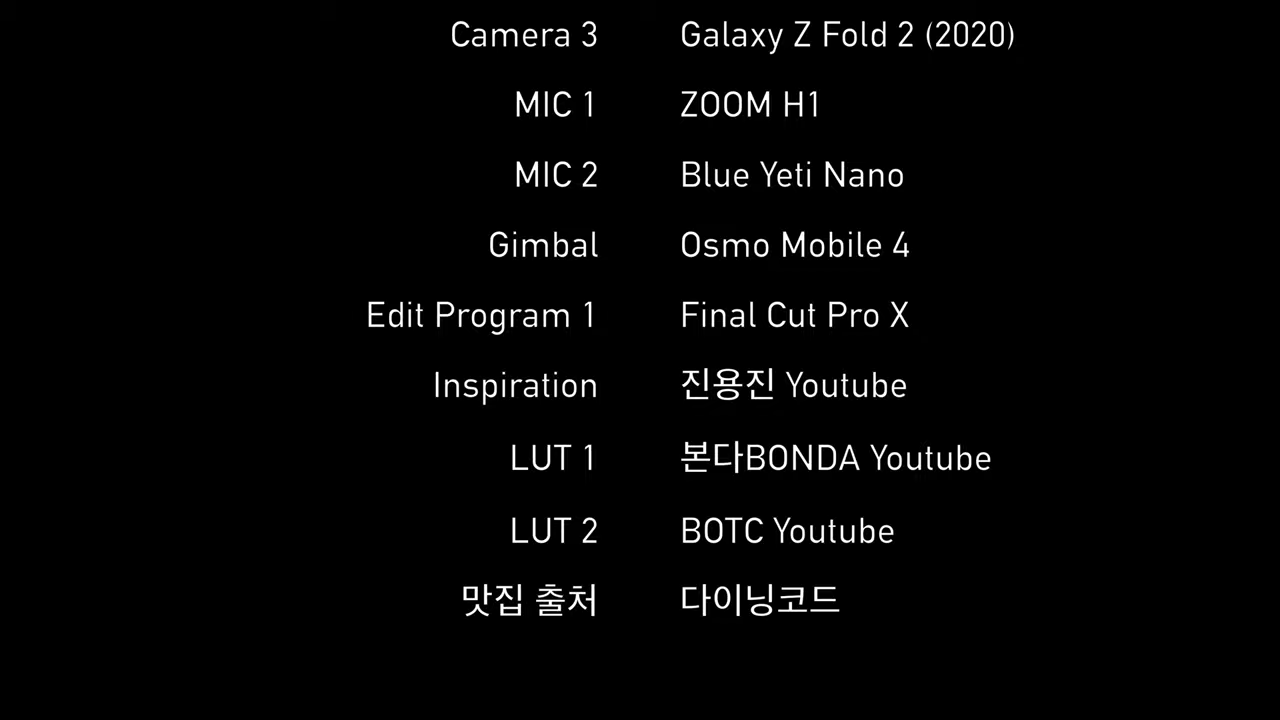 Camera 3 Galaxy Z Fold 2 (2020)
MIC 1 ZOOM H1
MIC 2 Blue Yeti Nano
Gimbal Osmo Mobile 4
Edit Program 1 Final Cut Pro X
Inspiration 진용진 Youtube
LUT 1 본다BONDA Youtube
LUT 2 BOTC Youtube
맛집 출처 다이닝코드